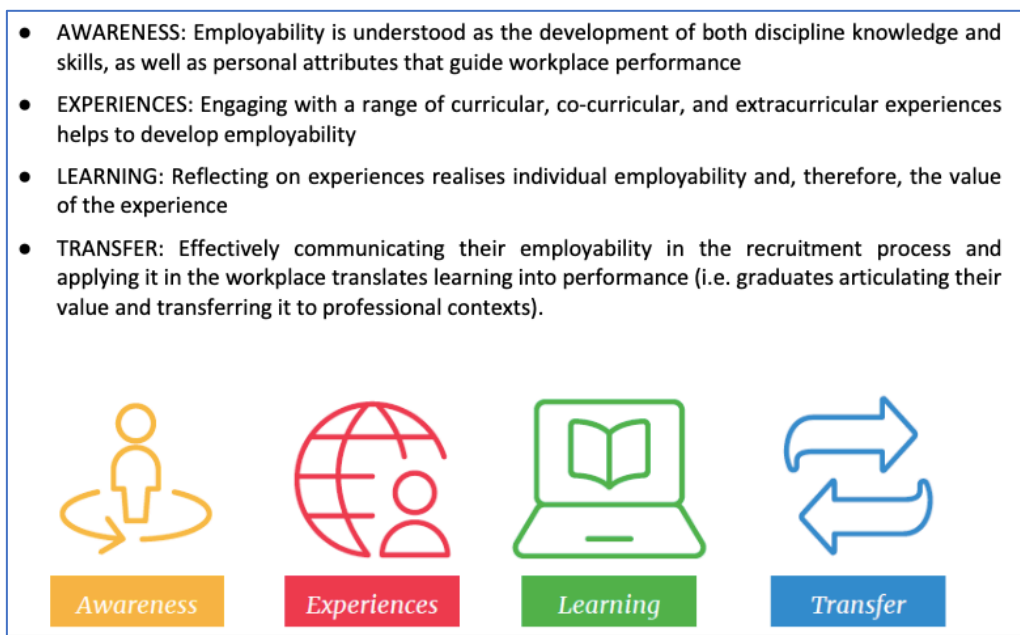 ● AWARENESS: Employability is understood as the development of both discipline knowledge and
skills, as well as personal attributes that guide workplace performance
● EXPERIENCES: Engaging with a range of curricular, co-curricular, and extracurricular experiences
helps to develop employability
● LEARNING: Reflecting on experiences realises individual employability and, therefore, the value
of the experience
● TRANSFER: Effectively communicating their employability in the recruitment process and
applying it in the workplace translates learning into performance (i.e. graduates articulating their
value and transferring it to professional contexts).
Awareness
Experiences
Learning
Transfer